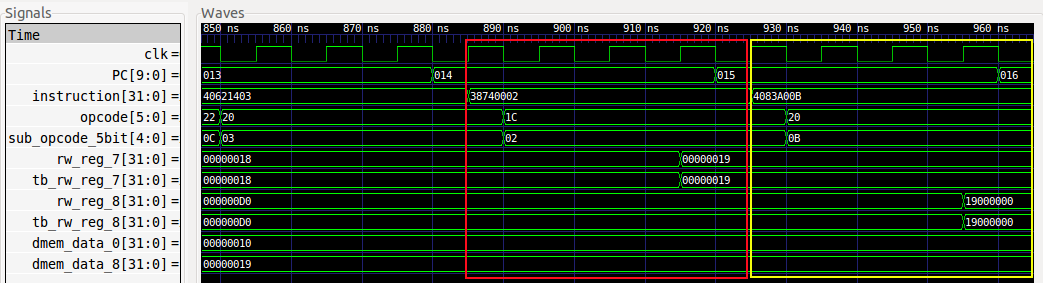 Signals
Waves
Time
850 ns 860 ns 870 ns 880 ns 890 ns 900 ns 910 ns 920 ns 930 ns 940 ns 950 ns 960 ns
clk =
PC[9:0] = 013 014 015 016
instruction[31:0] = 40621403 38740002 4083A00B
opcode[5:0] = 22 20 1C 20
sub_opcode_5bit[4:0] = 0C 03 02 0B
rw_reg_7[31:0] = 00000018 00000019
tb_rw_reg_7[31:0] = 00000018 00000019
rw_reg_8[31:0] = 000000D0 19000000
tb_rw_reg_8[31:0] = 000000D0 19000000
dmem_data_0[31:0] = 00000010
dmem_data_8[31:0] = 00000019